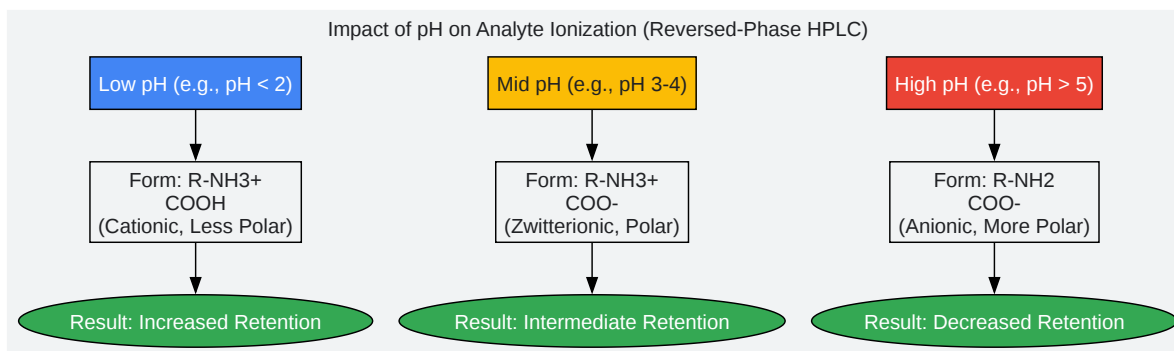 Impact of pH on Analyte Ionization (Reversed-Phase HPLC)
Low pH (e.g., pH < 2)
Mid pH (e.g., pH 3-4)
High pH (e.g., pH > 5)
Form: R-NH3+
COOH
(Cationic, Less Polar)
Form: R-NH3+
COO-
(Zwitterionic, Polar)
Form: R-NH2
COO-
(Anionic, More Polar)
Result: Increased Retention
Result: Intermediate Retention
Result: Decreased Retention